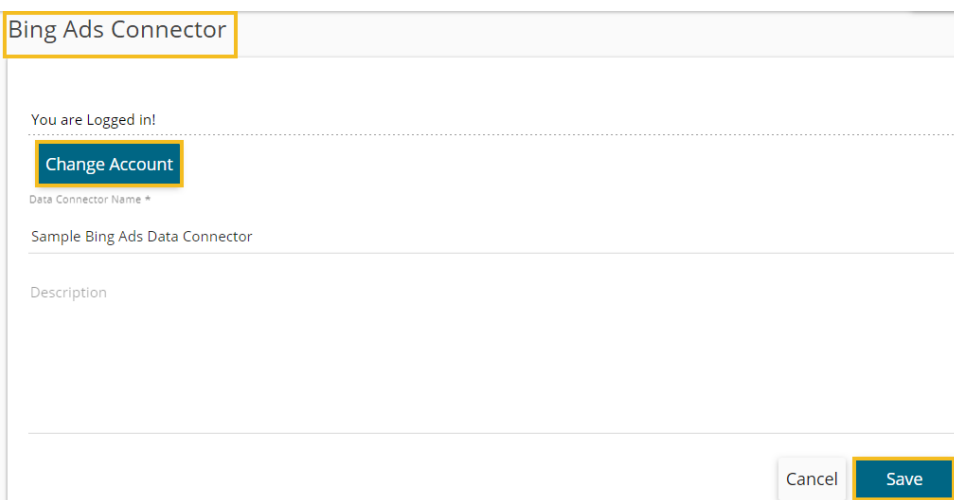 Bing Ads Connector
You are Logged in!
Change Account
Data Connector Name *
Sample Bing Ads Data Connector
Description
Cancel Save